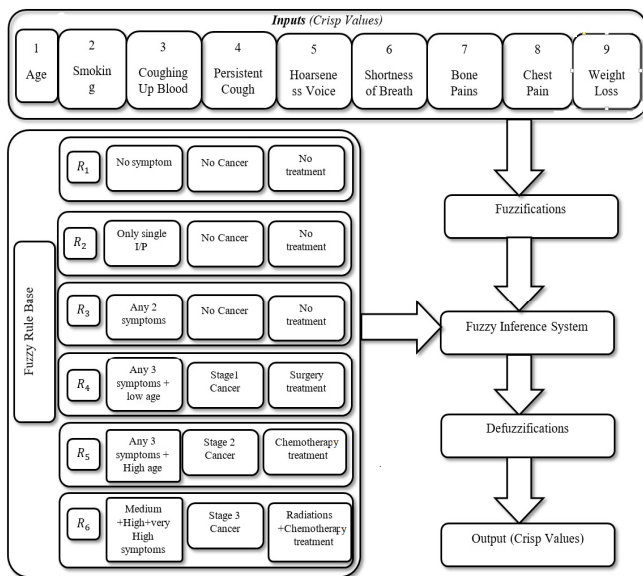 Inputs (Crisp Values)
1
Age
2
Smokin
g
3
Coughing
Up Blood
4
Persistent
Cough
5
Hoarsene
ss Voice
6
Shortness
of Breath
7
Bone
Pains
8
Chest
Pain
9
Weight
Loss
Fuzzy Rule Base
R1
No symptom
No Cancer
No
treatment
R2
Only single
I/P
No Cancer
No
treatment
R3
Any 2
symptoms
No Cancer
No
treatment
R4
Any 3
symptoms +
low age
Stage1
Cancer
Surgery
treatment
R5
Any 3
symptoms +
High age
Stage 2
Cancer
Chemotherapy
treatment
R6
Medium
+High+very
High
symptoms
Stage 3
Cancer
Radiations
+Chemotherapy
treatment
Fuzzifications
Fuzzy Inference System
Defuzzifications
Output (Crisp Values)